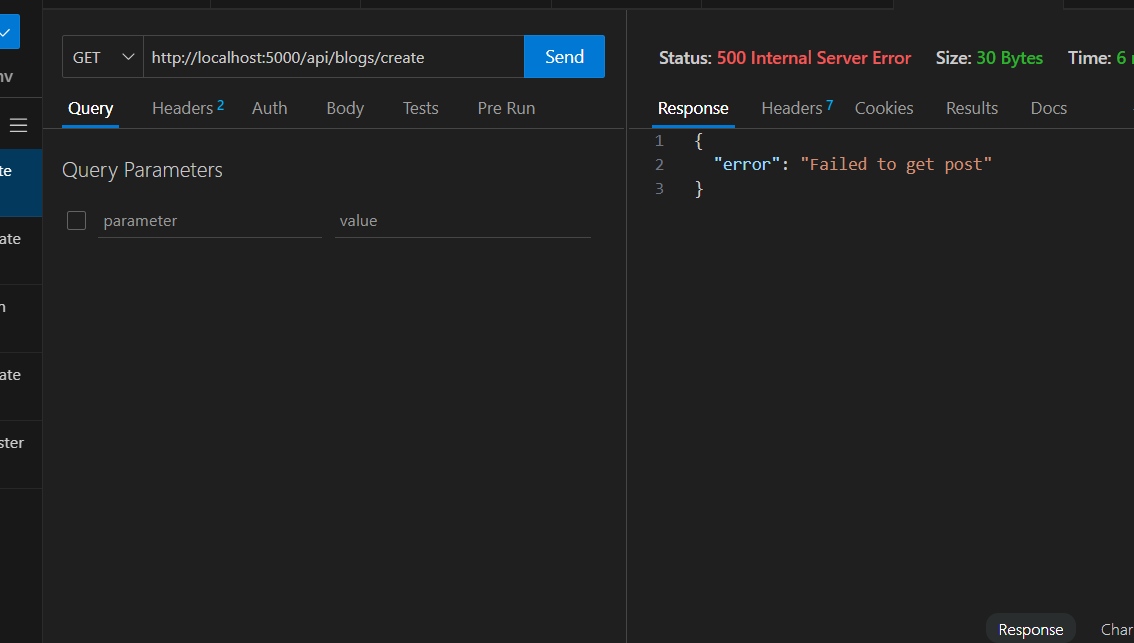 GET
http://localhost:5000/api/blogs/create
Send
Query
Headers 2
Auth
Body
Tests
Pre Run
Query Parameters
parameter
value
Status: 500 Internal Server Error
Size: 30 Bytes
Time: 6
Response
Headers 7
Cookies
Results
Docs
1 {
2 "error": "Failed to get post"
3 }
Response
Char
nv
te
ate
n
ate
ster